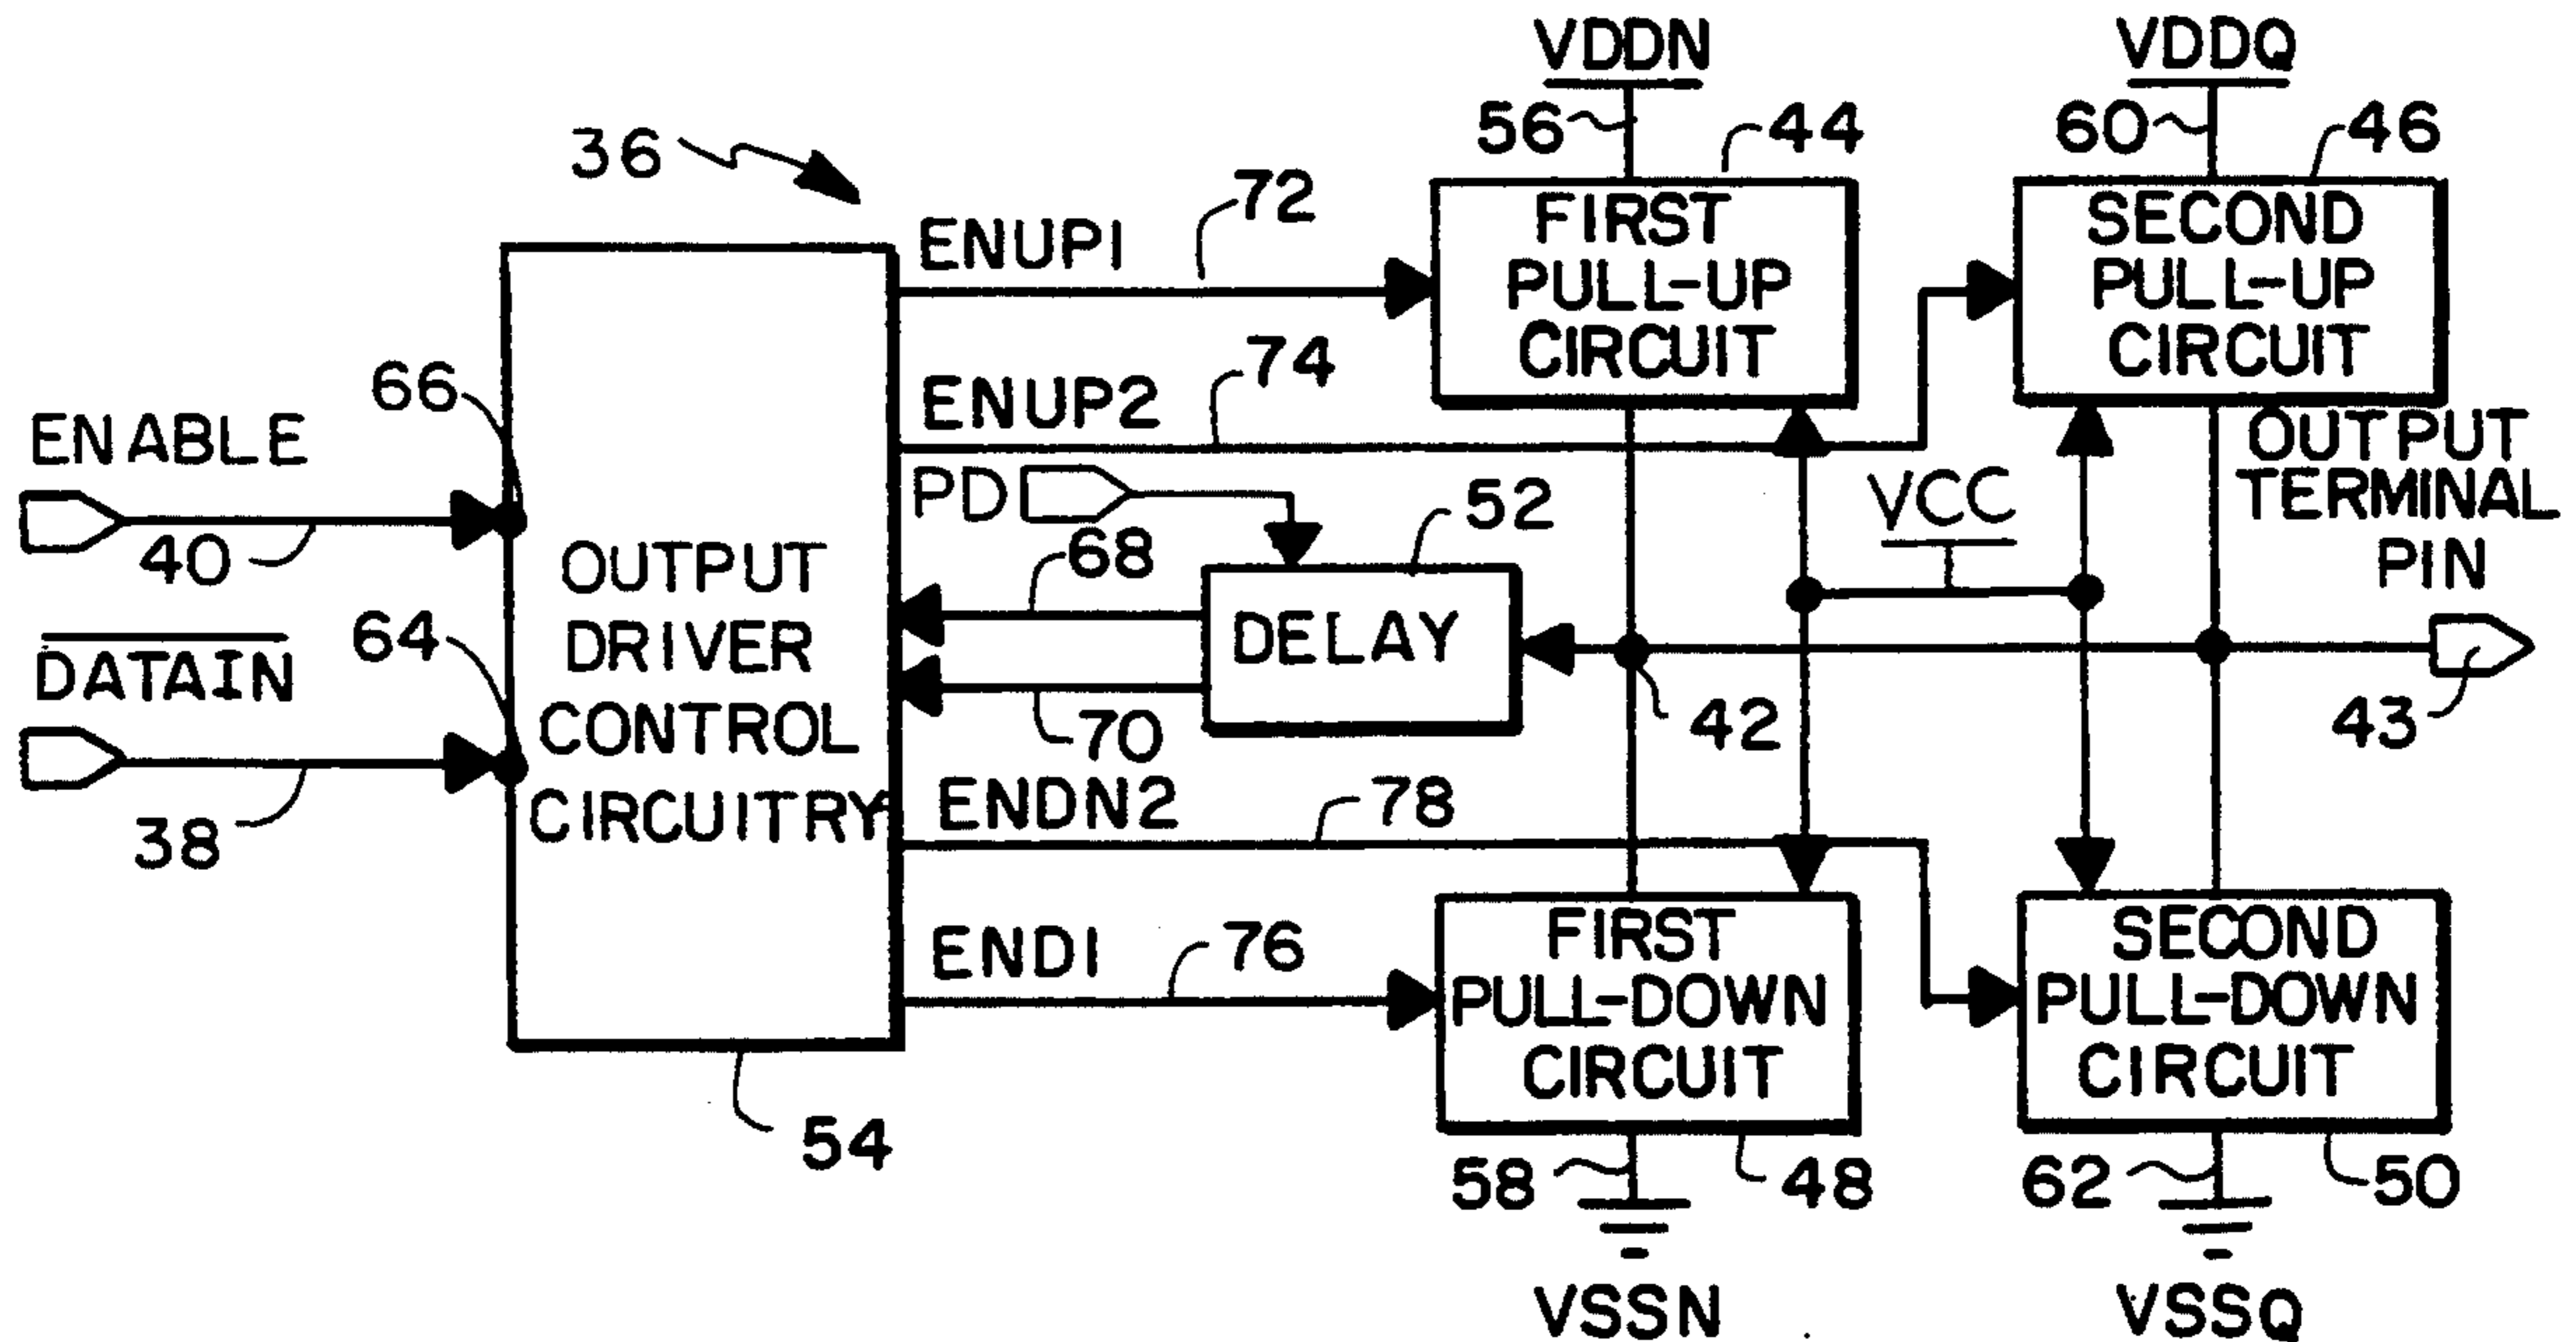 VDDN
VDDQ
36
56
44
60
46
72
ENUP1
FIRST
PULL-UP
CIRCUIT
SECOND
PULL-UP
CIRCUIT
74
ENUP2
66
ENABLE
40
PD
52
VCC
OUTPUT
TERMINAL
PIN
68
OUTPUT
DRIVER
CONTROL
CIRCUITRY
DELAY
64
DATAIN
38
70
42
43
ENDN2
78
END1
76
FIRST
PULL-DOWN
CIRCUIT
SECOND
PULL-DOWN
CIRCUIT
54
58
48
62
50
VSSN
VSSQ